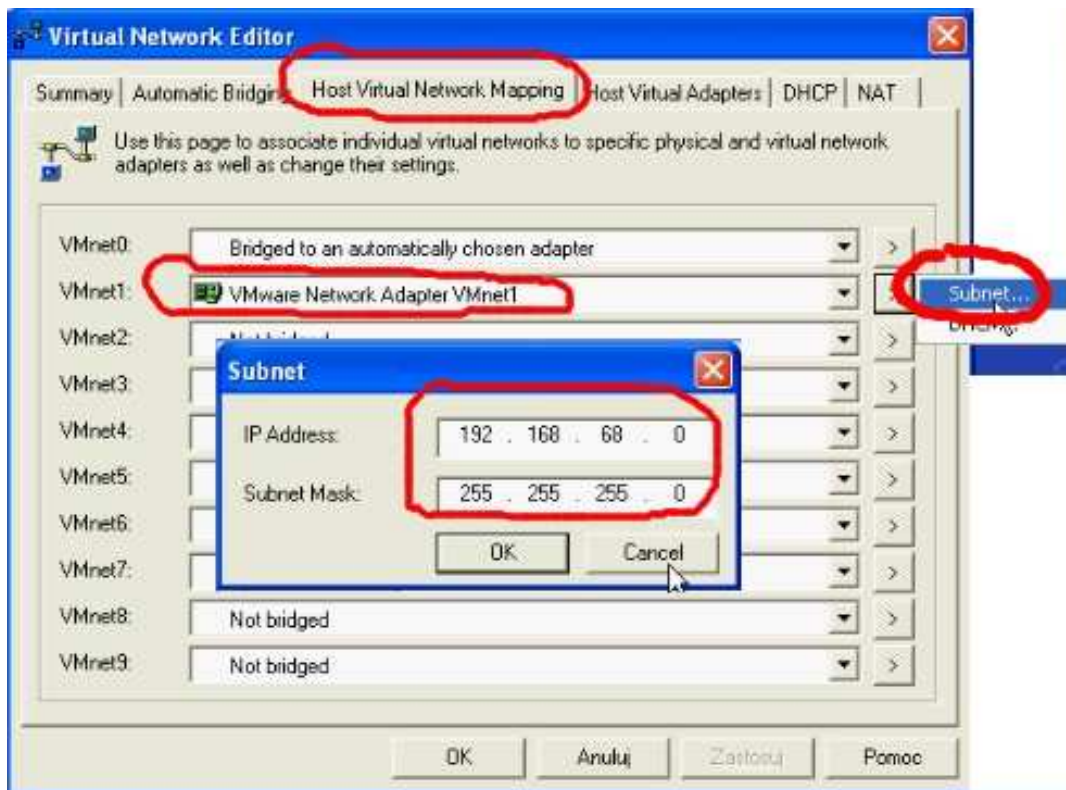 Virtual Network Editor
Summary Automatic Bridging Host Virtual Network Mapping Host Virtual Adapters DHCP NAT
Use this page to associate individual virtual networks to specific physical and virtual network
adapters as well as change their settings.
VMnet0: Bridged to an automatically chosen adapter >
VMnet1: VMware Network Adapter VMnet1 > Subnet...
VMnet2: >
Subnet
VMnet3: >
VMnet4: IP Address: 192 . 168 . 68 . 0 >
VMnet5: Subnet Mask: 255 . 255 . 255 . 0 >
VMnet6: >
OK Cancel
VMnet7: >
VMnet8: Not bridged >
VMnet9: Not bridged >
OK Anuluj Zastosuj Pomoc